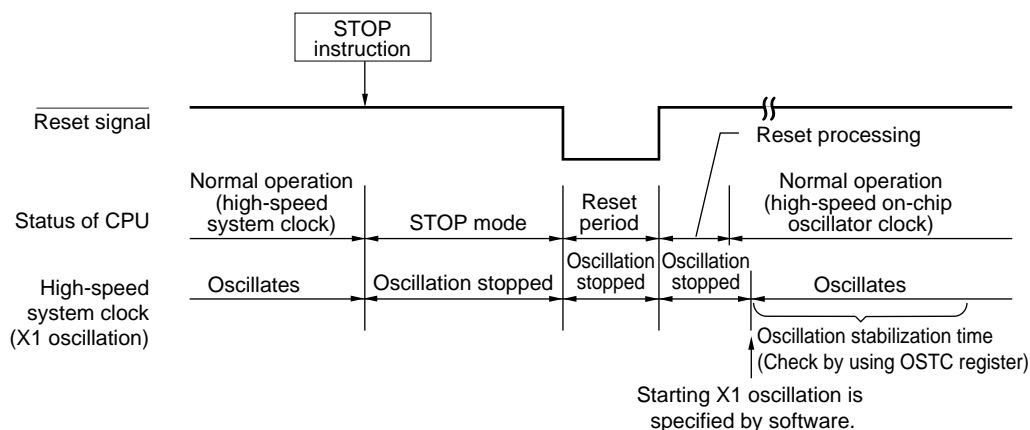 STOP
instruction
Reset signal
Reset processing
Status of CPU
Normal operation
(high-speed
system clock)
STOP mode
Reset
period
Normal operation
(high-speed on-chip
oscillator clock)
High-speed
system clock
(X1 oscillation)
Oscillates
Oscillation stopped
Oscillation
stopped
Oscillation
stopped
Oscillates
Oscillation stabilization time
(Check by using OSTC register)
Starting X1 oscillation is
specified by software.